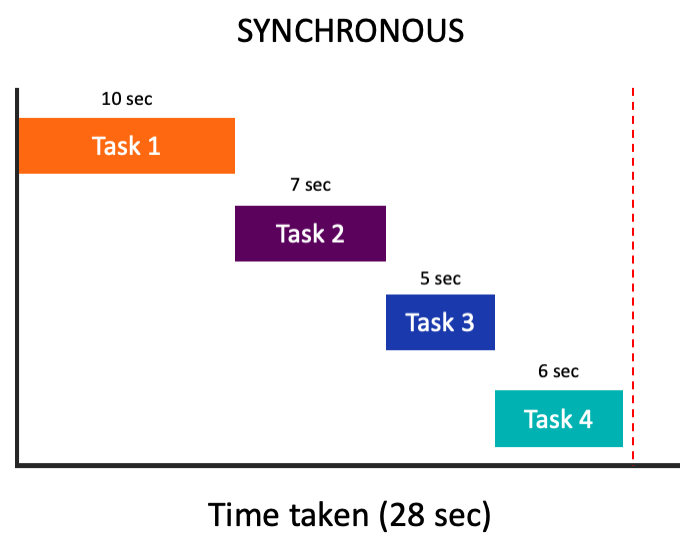 SYNCHRONOUS
10 sec
Task 1
7 sec
Task 2
5 sec
Task 3
6 sec
Task 4
Time taken (28 sec)